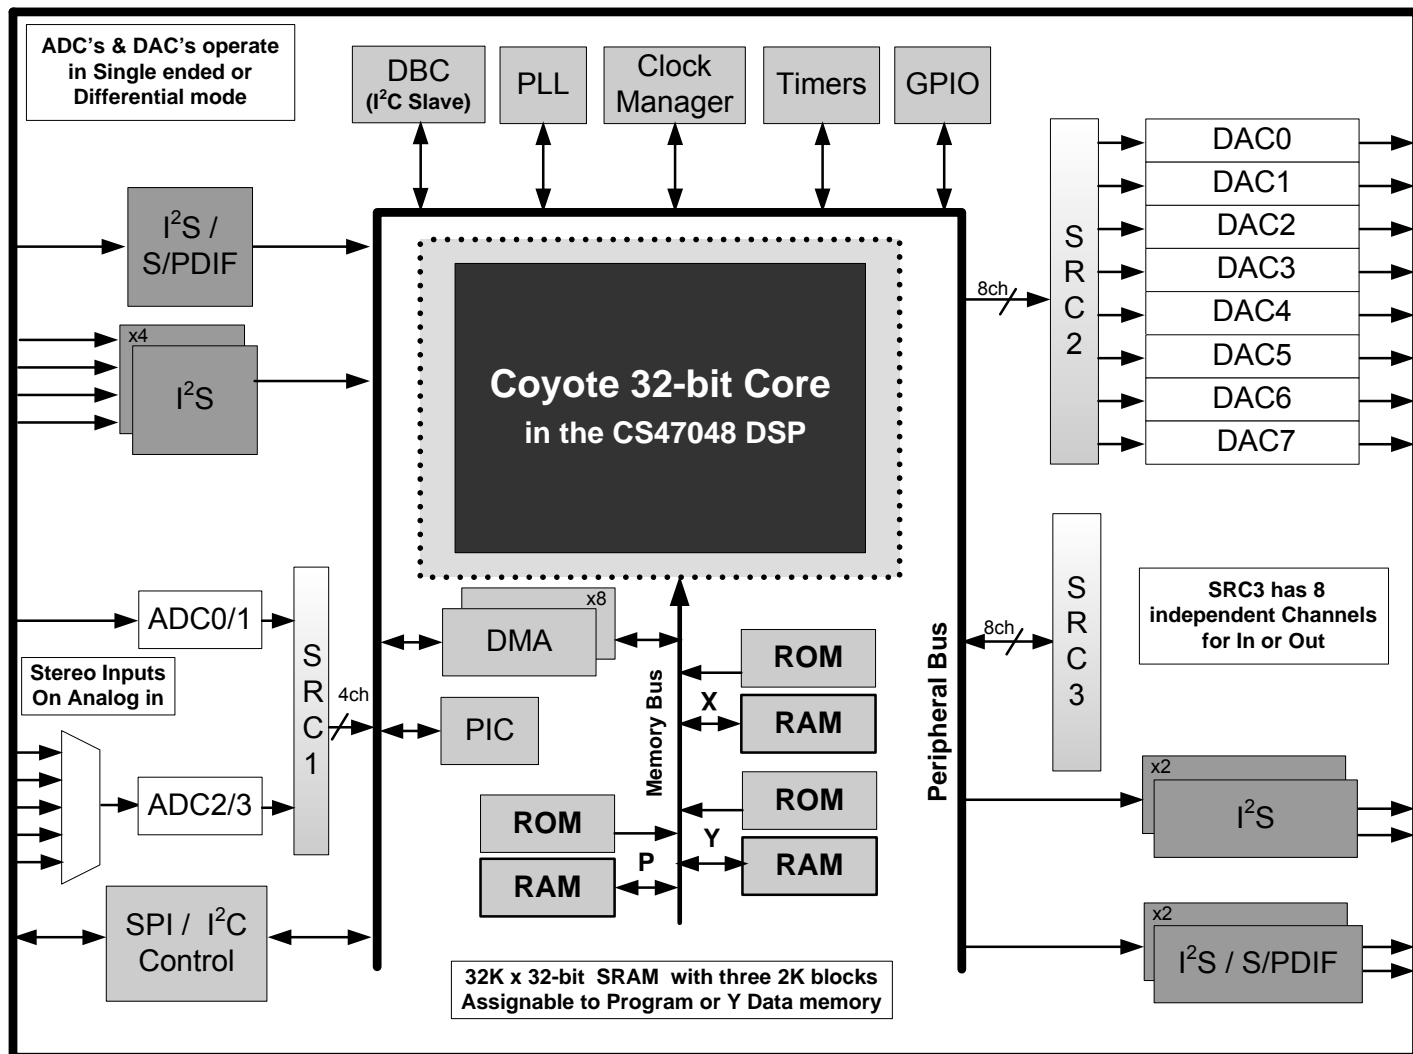 ADC's & DAC's operate
in Single ended or
Differential mode
DBC
(I²C Slave)
PLL
Clock
Manager
Timers
GPIO
I²S /
S/PDIF
x4
I²S
Coyote 32-bit Core
in the CS47048 DSP
8ch
S
R
C
2
DAC0
DAC1
DAC2
DAC3
DAC4
DAC5
DAC6
DAC7
ADC0/1
Stereo Inputs
On Analog in
ADC2/3
S
R
C
1
4ch
x8
DMA
PIC
Memory Bus
ROM
X
RAM
ROM
Y
RAM
ROM
P
RAM
Peripheral Bus
8ch
S
R
C
3
SRC3 has 8
independent Channels
for In or Out
x2
I²S
x2
I²S / S/PDIF
SPI / I²C
Control
32K x 32-bit SRAM with three 2K blocks
Assignable to Program or Y Data memory